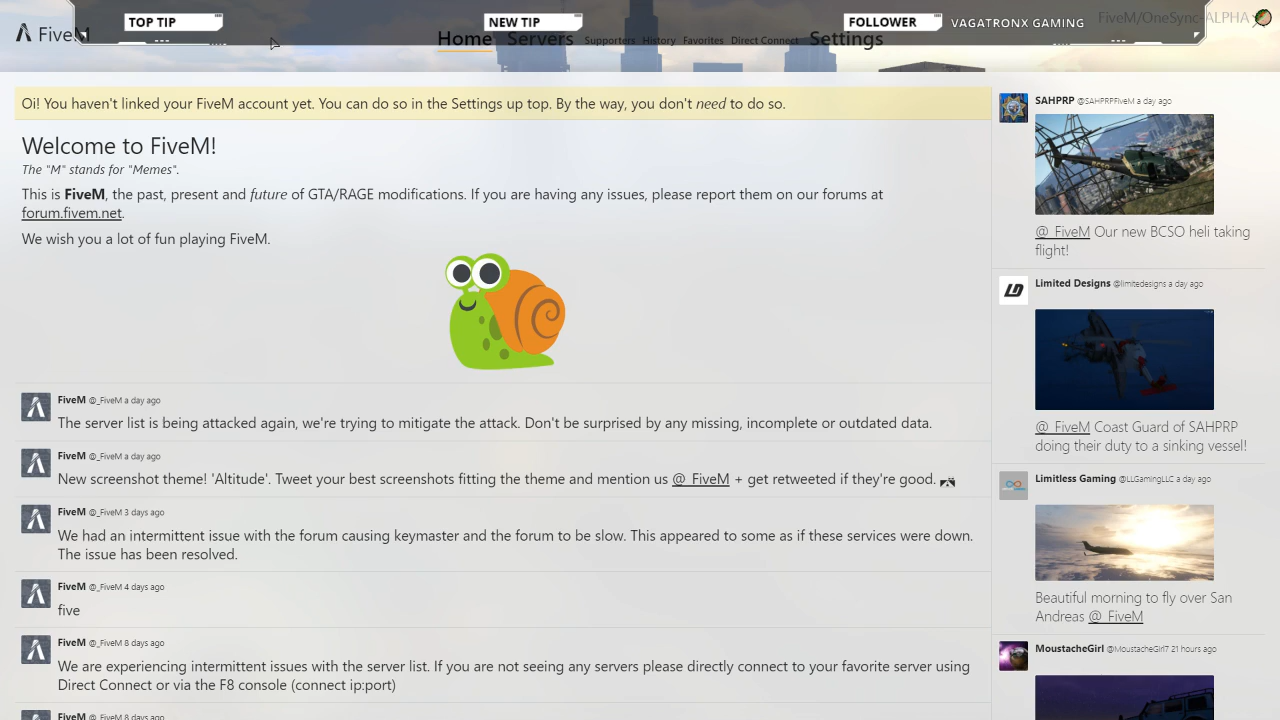 TOP TIP
NEW TIP
FOLLOWER
VAGATRONX GAMING
FiveM/OneSync-ALPHA
FiveM
Home Servers Supporters History Favorites Direct Connect Settings
Oi! You haven't linked your FiveM account yet. You can do so in the Settings up top. By the way, you don't need to do so.
Welcome to FiveM!
The "M" stands for "Memes".
This is FiveM, the past, present and future of GTA/RAGE modifications. If you are having any issues, please report them on our forums at
forum.fivem.net.
We wish you a lot of fun playing FiveM.
FiveM @_FiveM a day ago
The server list is being attacked again, we're trying to mitigate the attack. Don't be surprised by any missing, incomplete or outdated data.
FiveM @_FiveM a day ago
New screenshot theme! 'Altitude'. Tweet your best screenshots fitting the theme and mention us @_FiveM + get retweeted if they're good.
FiveM @_FiveM 3 days ago
We had an intermittent issue with the forum causing keymaster and the forum to be slow. This appeared to some as if these services were down.
The issue has been resolved.
FiveM @_FiveM 4 days ago
five
FiveM @_FiveM 8 days ago
We are experiencing intermittent issues with the server list. If you are not seeing any servers please directly connect to your favorite server using
Direct Connect or via the F8 console (connect ip:port)
FiveM @_FiveM 8 days ago
SAHPRP @SAHPRPFiveM a day ago
@_FiveM Our new BCSO heli taking
flight!
Limited Designs @limitedesigns a day ago
@_FiveM Coast Guard of SAHPRP
doing their duty to a sinking vessel!
Limitless Gaming @LLGamingLLC a day ago
Beautiful morning to fly over San
Andreas @_FiveM
MoustacheGirl @MoustacheGirl7 21 hours ago